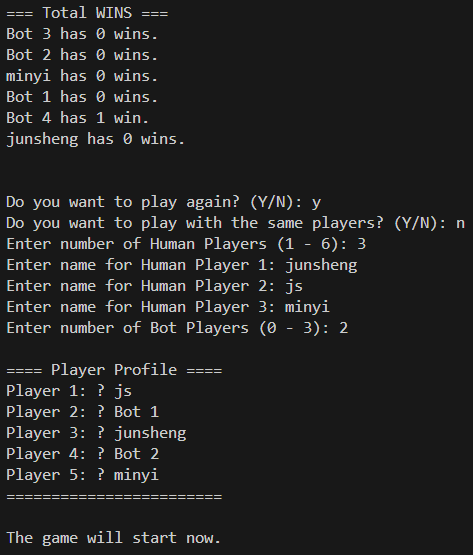 === Total WINS ===
Bot 3 has 0 wins.
Bot 2 has 0 wins.
minyi has 0 wins.
Bot 1 has 0 wins.
Bot 4 has 1 win.
junsheng has 0 wins.
Do you want to play again? (Y/N): y
Do you want to play with the same players? (Y/N): n
Enter number of Human Players (1 - 6): 3
Enter name for Human Player 1: junsheng
Enter name for Human Player 2: js
Enter name for Human Player 3: minyi
Enter number of Bot Players (0 - 3): 2
==== Player Profile ====
Player 1: ? js
Player 2: ? Bot 1
Player 3: ? junsheng
Player 4: ? Bot 2
Player 5: ? minyi
========================
The game will start now.